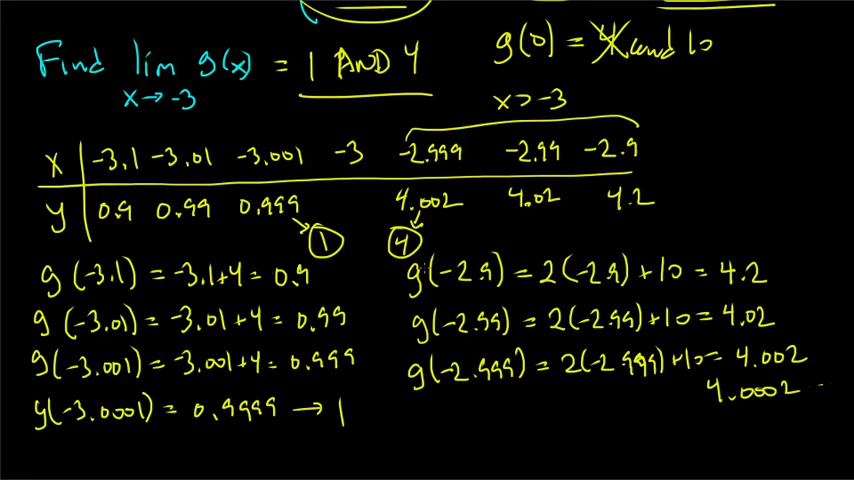 Find lim g(x) = 1 AND 4
x → -3
g(0) = 4 and 10
x > -3
x | -3.1 -3.01 -3.001 -3 -2.999 -2.99 -2.9
y | 0.9 0.99 0.999 4.002 4.02 4.2
1 4
g(-3.1) = -3.1+4 = 0.9
g(-3.01) = -3.01+4 = 0.99
g(-3.001) = -3.001+4 = 0.999
y(-3.0001) = 0.9999 → 1
g(-2.9) = 2(-2.9) +10 = 4.2
g(-2.99) = 2(-2.99)+10 = 4.02
g(-2.999) = 2(-2.999)+10 = 4.002
4.0002